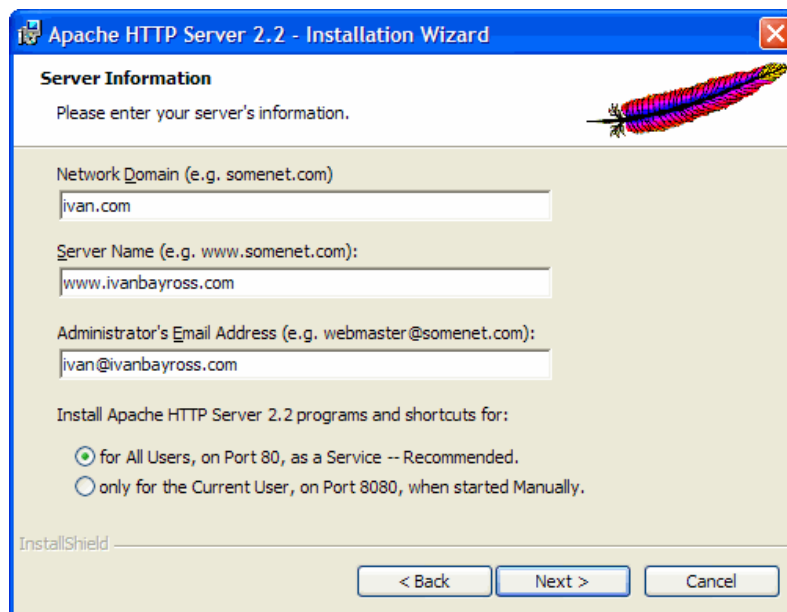 Apache HTTP Server 2.2 - Installation Wizard
Server Information
Please enter your server's information.
Network Domain (e.g. somenet.com)
ivan.com
Server Name (e.g. www.somenet.com):
www.ivanbayross.com
Administrator's Email Address (e.g. webmaster@somenet.com):
ivan@ivanbayross.com
Install Apache HTTP Server 2.2 programs and shortcuts for:
for All Users, on Port 80, as a Service -- Recommended.
only for the Current User, on Port 8080, when started Manually.
InstallShield
< Back Next > Cancel